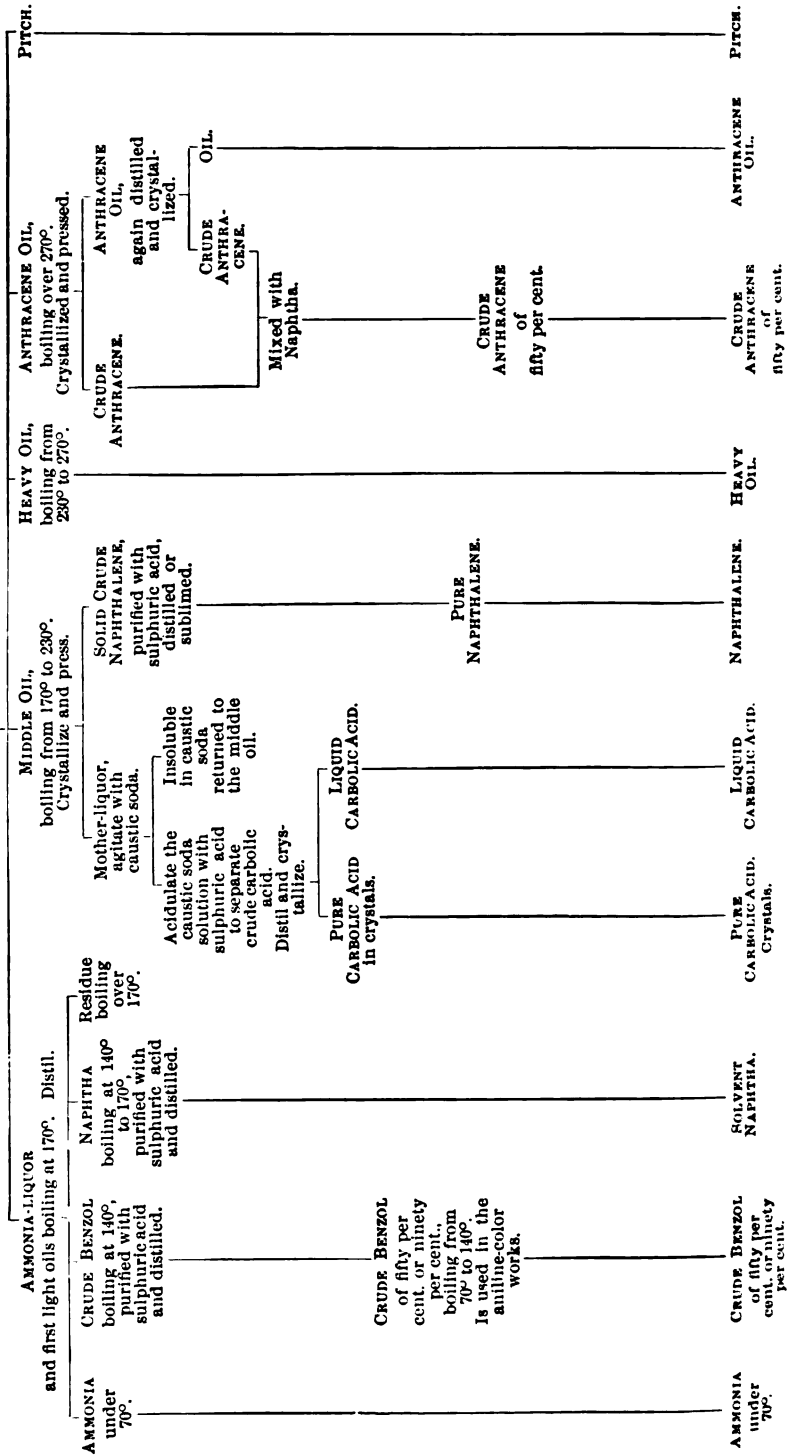 AMMONIA-LIQUOR
and first light oils boiling at 170°. Distil.
AMMONIA
under
70°.
CRUDE BENZOL
boiling at 140°,
purified with
sulphuric acid
and distilled.
NAPHTHA
boiling at 140°
to 170°,
purified with
sulphuric acid
and distilled.
Residue
boiling
over
170°.
CRUDE BENZOL
of fifty per
cent. or ninety
per cent.,
boiling from
70° to 140°.
Is used in the
aniline-color
works.
MIDDLE OIL,
boiling from 170° to 230°.
Crystallize and press.
Mother-liquor,
agitate with
caustic soda.
SOLID CRUDE
NAPHTHALENE,
purified with
sulphuric acid,
distilled or
sublimed.
Acidulate the
caustic soda
solution with
sulphuric acid
to separate
crude carbolic
acid.
Distil and crys-
tallize.
Insoluble
in caustic
soda
returned to
the middle
oil.
PURE
CARBOLIC ACID
in crystals.
LIQUID
CARBOLIC ACID.
PURE
NAPHTHALENE.
HEAVY OIL,
boiling from
230° to 270°.
ANTHRACENE OIL,
boiling over 270°.
Crystallized and pressed.
CRUDE
ANTHRACENE.
ANTHRACENE
OIL,
again distilled
and crystal-
lized.
CRUDE
ANTHRA-
CENE.
OIL.
Mixed with
Naphtha.
CRUDE
ANTHRACENE
of
fifty per cent.
PITCH.
AMMONIA
under
70°.
CRUDE BENZOL
of fifty per
cent. or ninety
per cent.
SOLVENT
NAPHTHA.
PURE
CARBOLIC ACID.
Crystals.
LIQUID
CARBOLIC ACID.
NAPHTHALENE.
HEAVY
OIL.
CRUDE
ANTHRACENE
of
fifty per cent.
ANTHRACENE
OIL.
PITCH.